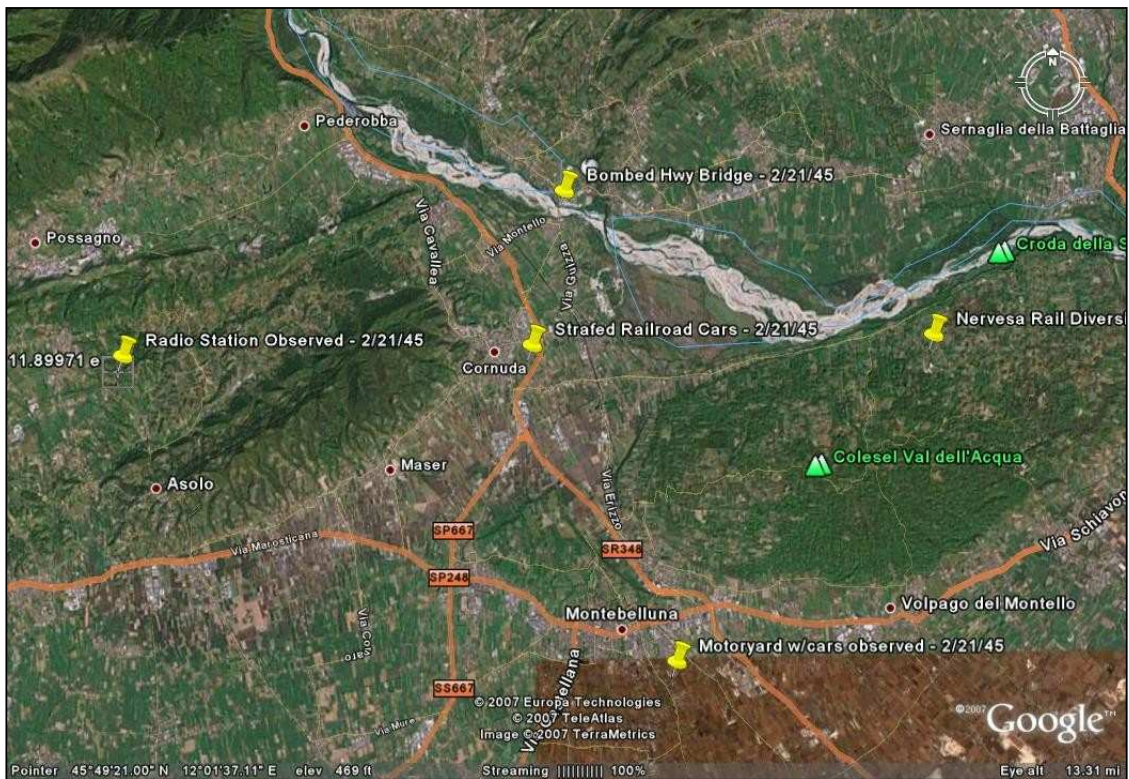 N
Pederobba
Sernaglia della Battaglia
Bombed Hwy Bridge - 2/21/45
Via Montello
Via Cavallea
Possagno
Croda della S
Nervesa Rail Diversi
Strafed Railroad Cars - 2/21/45
Radio Station Observed - 2/21/45
11.89971 e
Cornuda
Maser
Colesel Val dell'Acqua
Asolo
Via Erizzo
Via Schiavon
SP667
Via Marosticana
SR348
SP248
Volpago del Montello
Montebelluna
Motoryard w/cars observed - 2/21/45
SS667
Via Mure
© 2007 Europa Technologies
© 2007 TeleAtlas
Image © 2007 TerraMetrics
©2007 Google™
Pointer 45°49'21.00" N 12°01'37.11" E elev 469 ft Streaming |||||||||| 100% Eye alt 13.31 mi